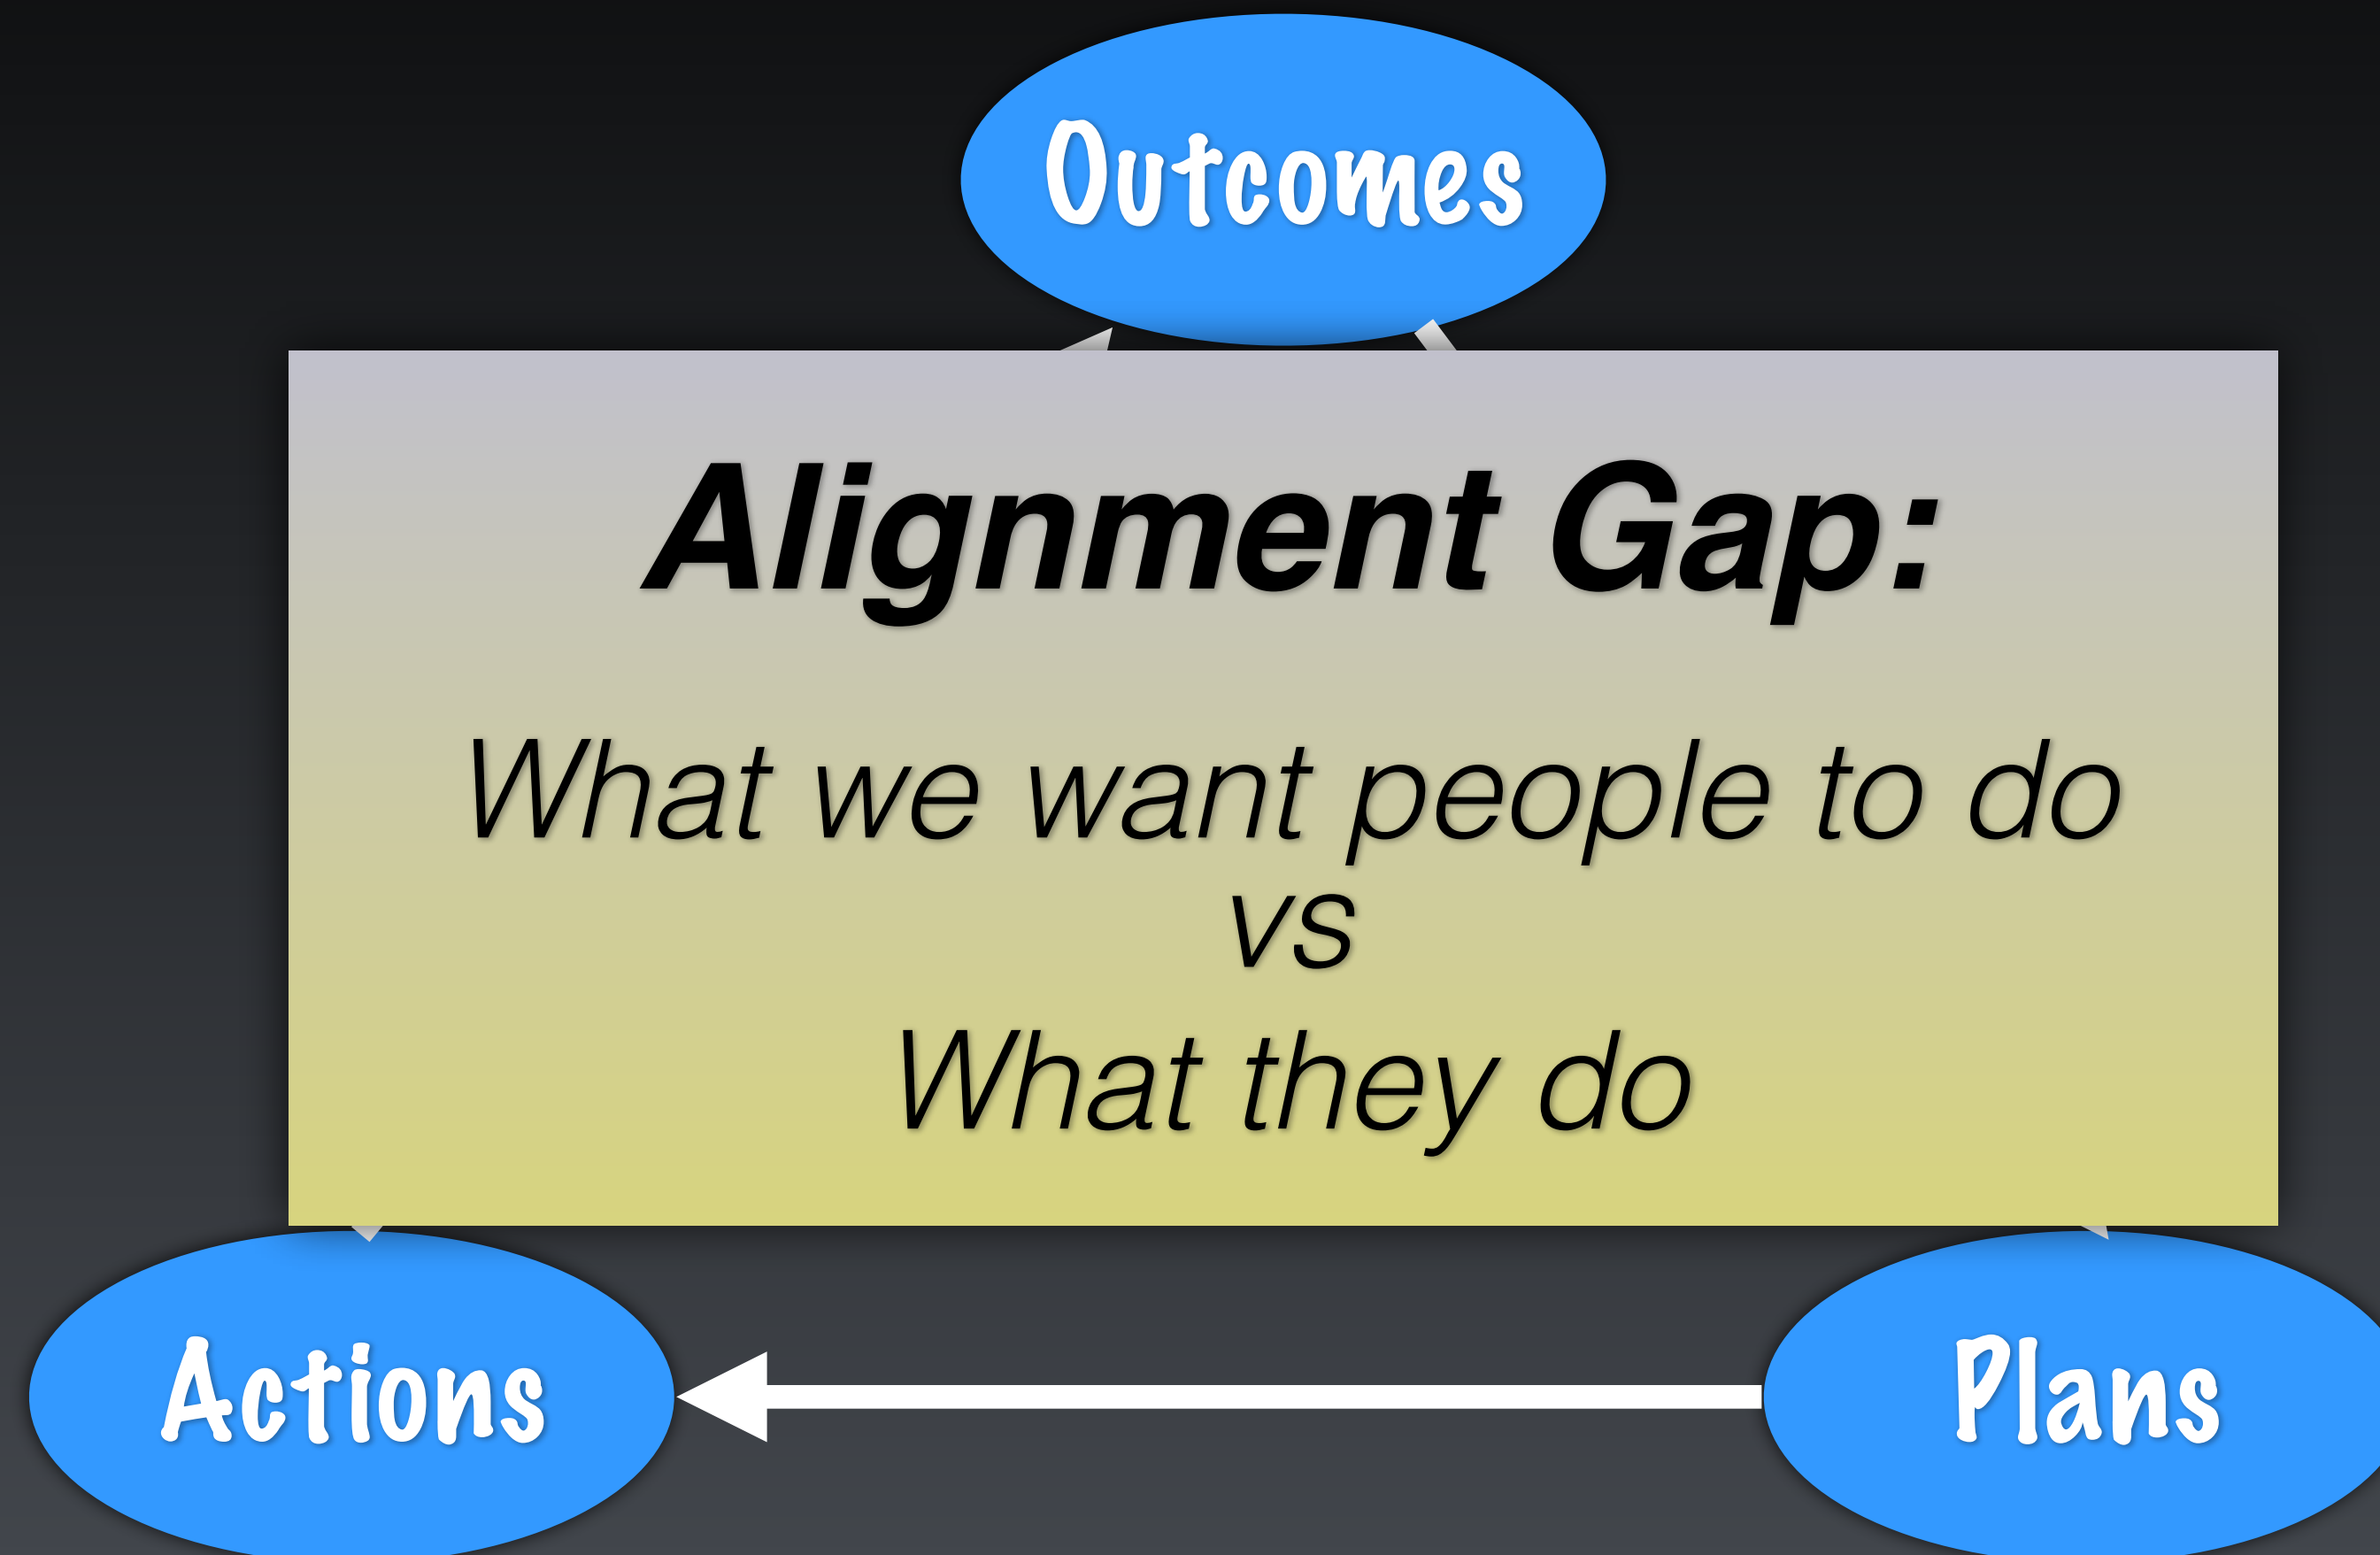 Outcomes
Alignment Gap:
What we want people to do
vs
What they do
Actions
Plans